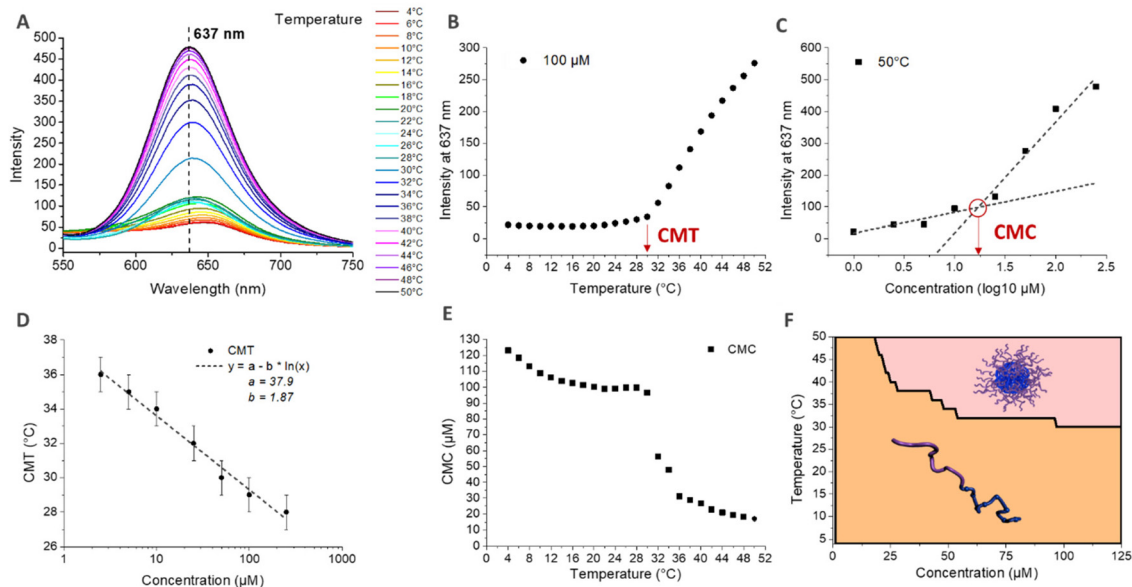 A
637 nm
Temperature
4°C
6°C
8°C
10°C
12°C
14°C
16°C
18°C
20°C
22°C
24°C
26°C
28°C
30°C
32°C
34°C
36°C
38°C
40°C
42°C
44°C
46°C
48°C
50°C
500
450
400
350
300
250
200
150
100
50
0
Intensity
550 600 650 700 750
Wavelength (nm)
B
100 µM
300
250
200
150
100
50
0
Intensity at 637 nm
CMT
0 4 8 12 16 20 24 28 32 36 40 44 48 52
Temperature (°C)
C
50°C
600
500
400
300
200
100
0
Intensity at 637 nm
CMC
0.0 0.5 1.0 1.5 2.0 2.5
Concentration (log10 µM)
D
CMT
y = a - b * ln(x)
a = 37.9
b = 1.87
38
36
34
32
30
28
26
CMT (°C)
1 10 100 1000
Concentration (µM)
E
CMC
130
120
110
100
90
80
70
60
50
40
30
20
10
0
CMC (µM)
0 4 8 12 16 20 24 28 32 36 40 44 48 52
Temperature (°C)
F
50
45
40
35
30
25
20
15
10
5
Temperature (°C)
0 25 50 75 100 125
Concentration (µM)